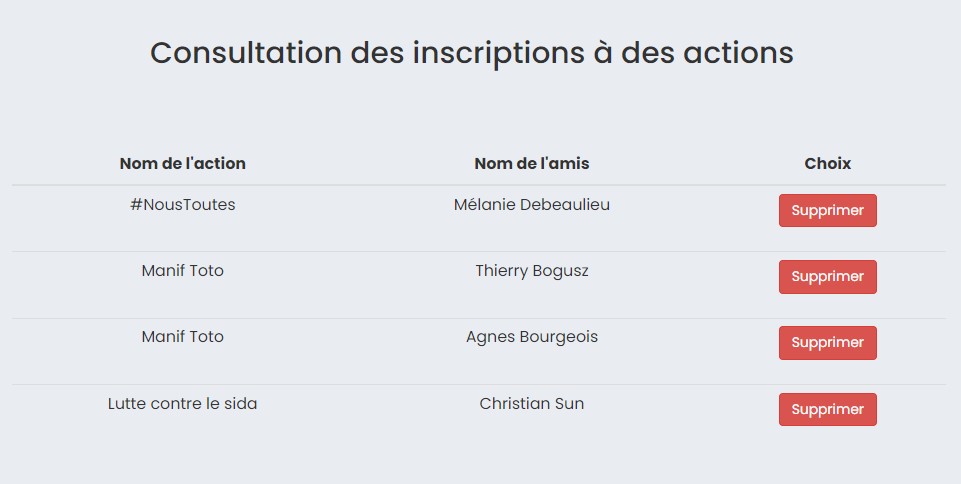 Consultation des inscriptions à des actions
Nom de l'action Nom de l'amis Choix
#NousToutes Mélanie Debeaulieu Supprimer
Manif Toto Thierry Bogusz Supprimer
Manif Toto Agnes Bourgeois Supprimer
Lutte contre le sida Christian Sun Supprimer